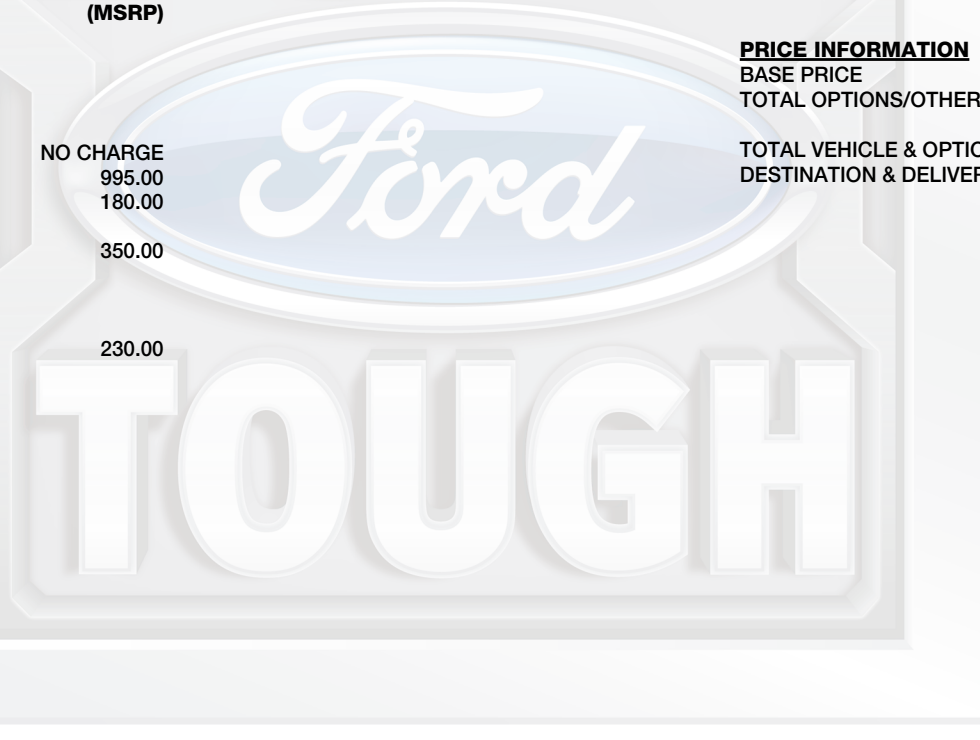 (MSRP)
NO CHARGE
995.00
180.00
350.00
230.00
PRICE INFORMATION
BASE PRICE
TOTAL OPTIONS/OTHER
TOTAL VEHICLE & OPTIO
DESTINATION & DELIVER
Ford
TOUGH